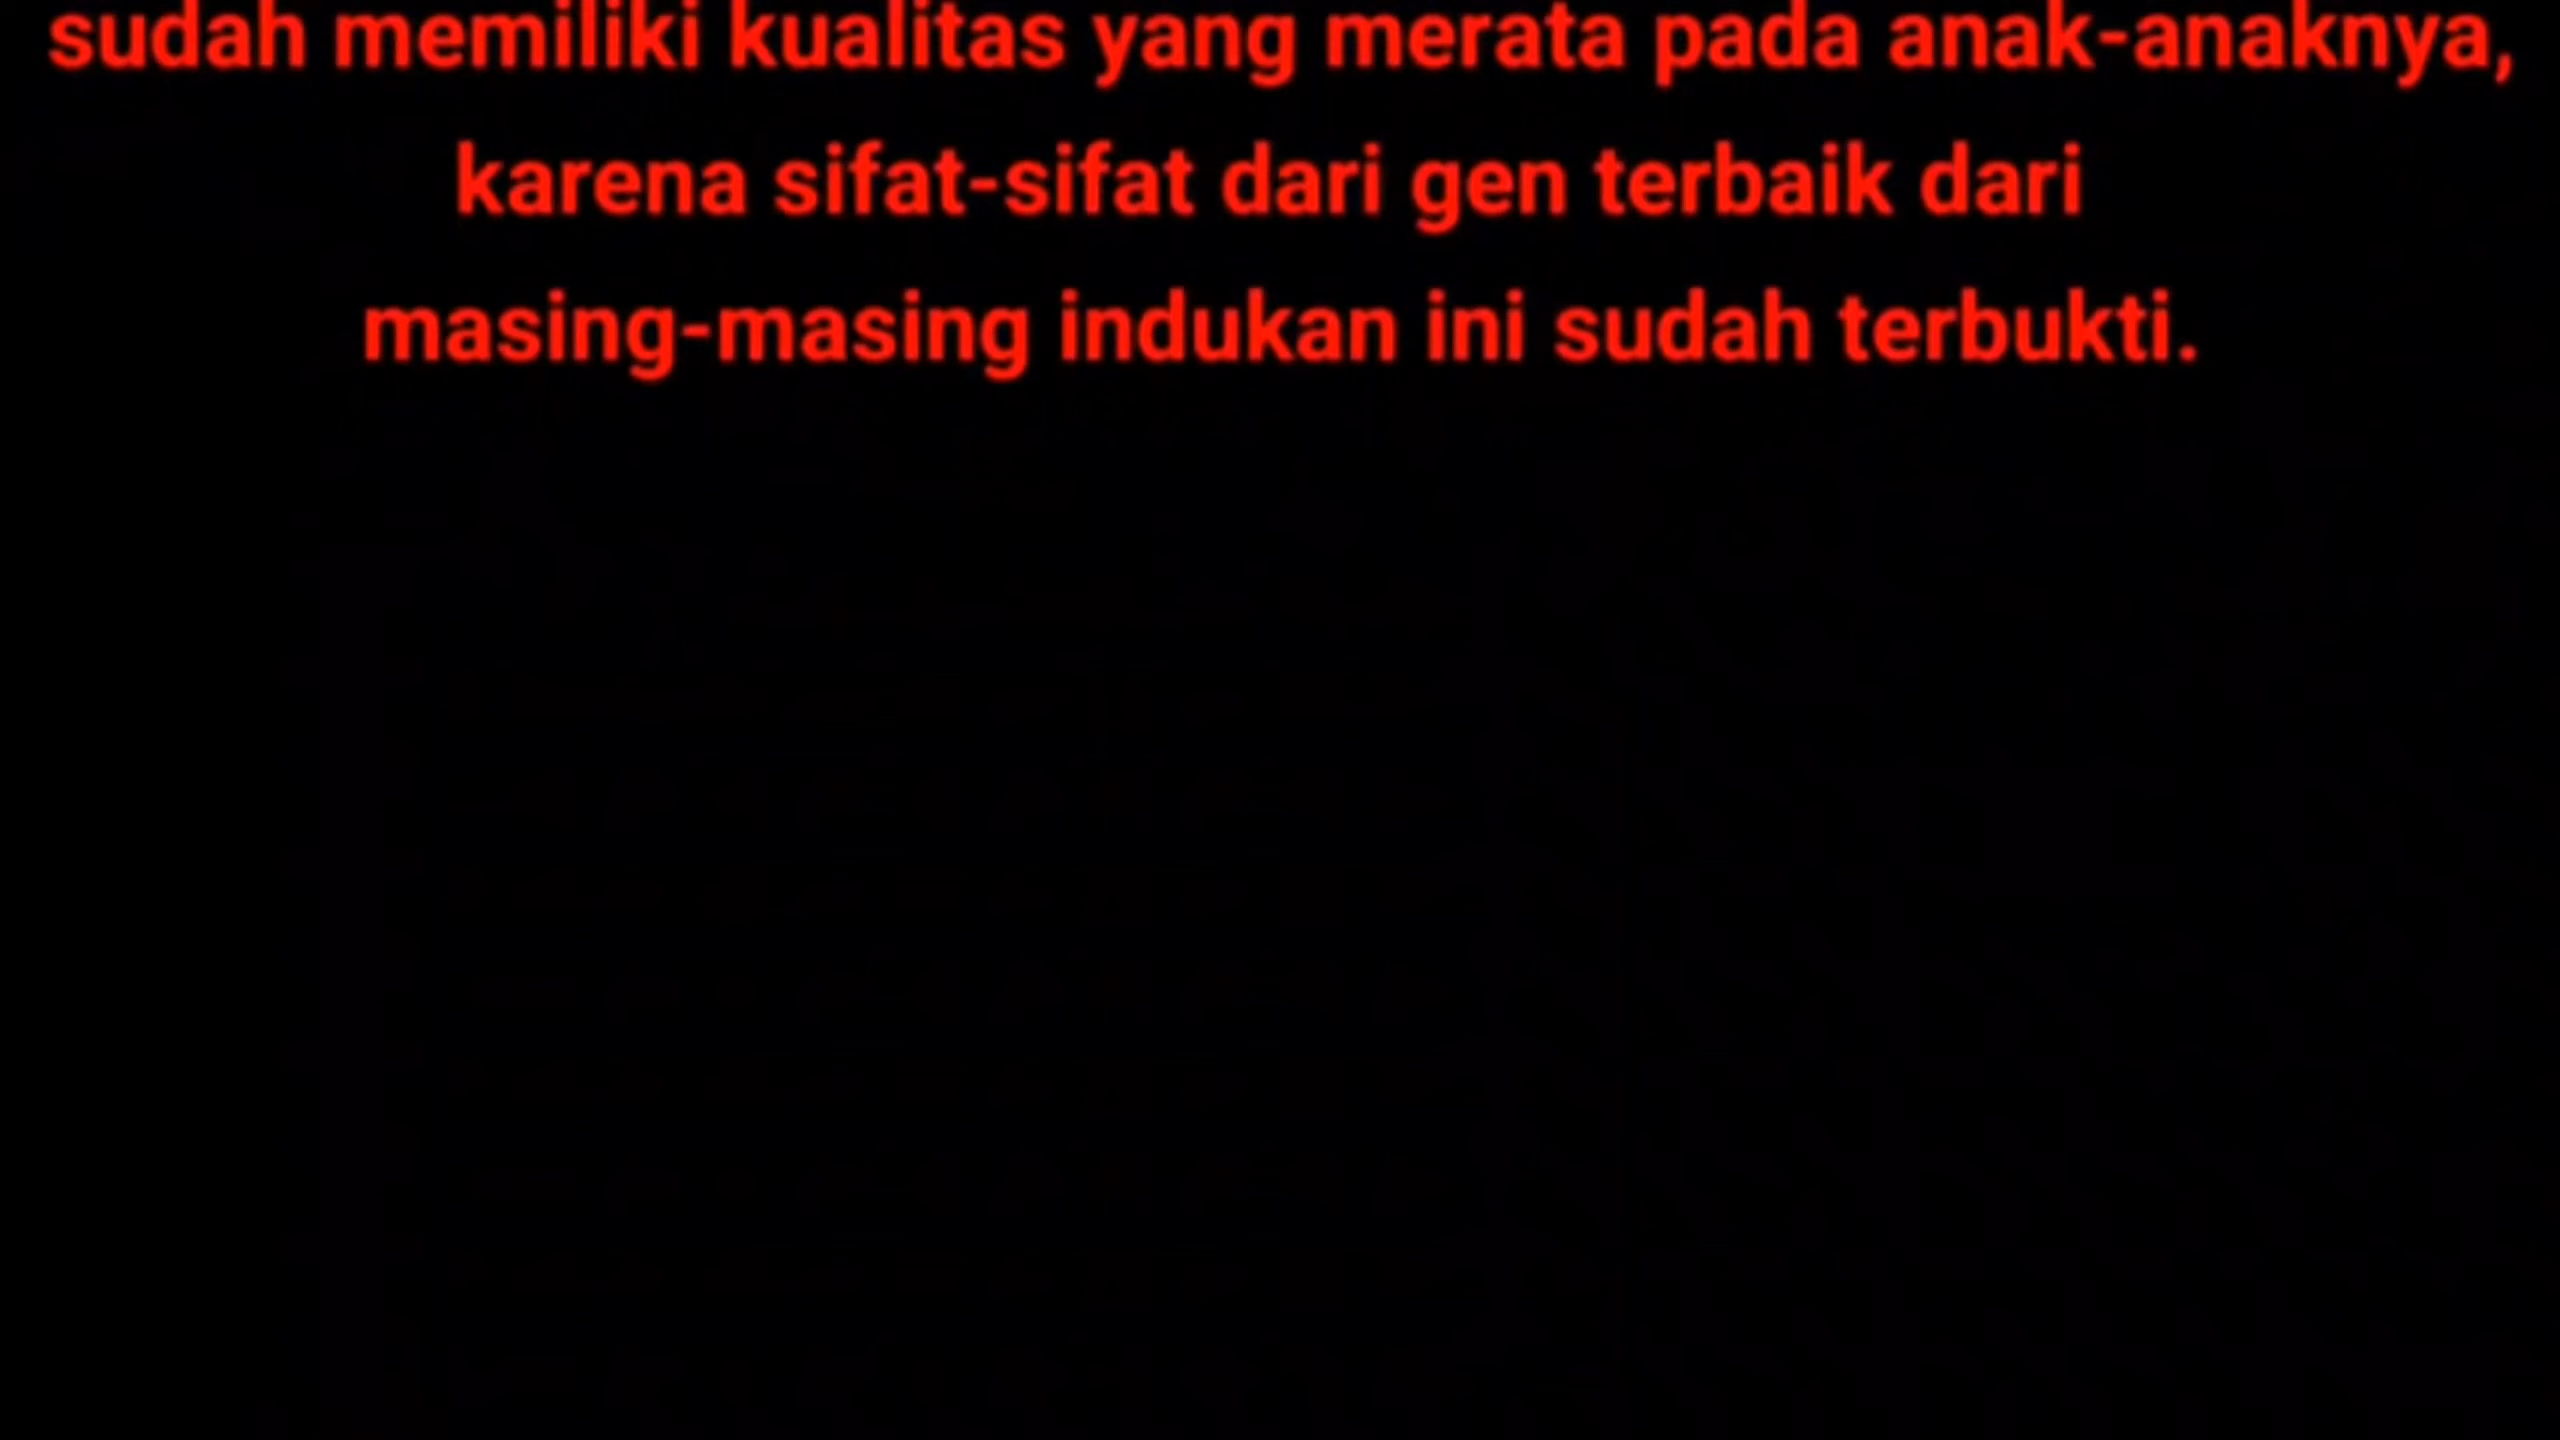 sudah memiliki kualitas yang merata pada anak-anaknya,
karena sifat-sifat dari gen terbaik dari
masing-masing indukan ini sudah terbukti.